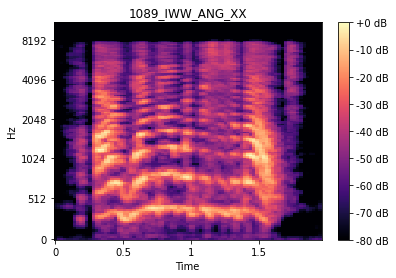 1089_IWW_ANG_XX
8192
4096
2048
1024
512
0
Hz
0
0.5
1
1.5
Time
+0 dB
-10 dB
-20 dB
-30 dB
-40 dB
-50 dB
-60 dB
-70 dB
-80 dB